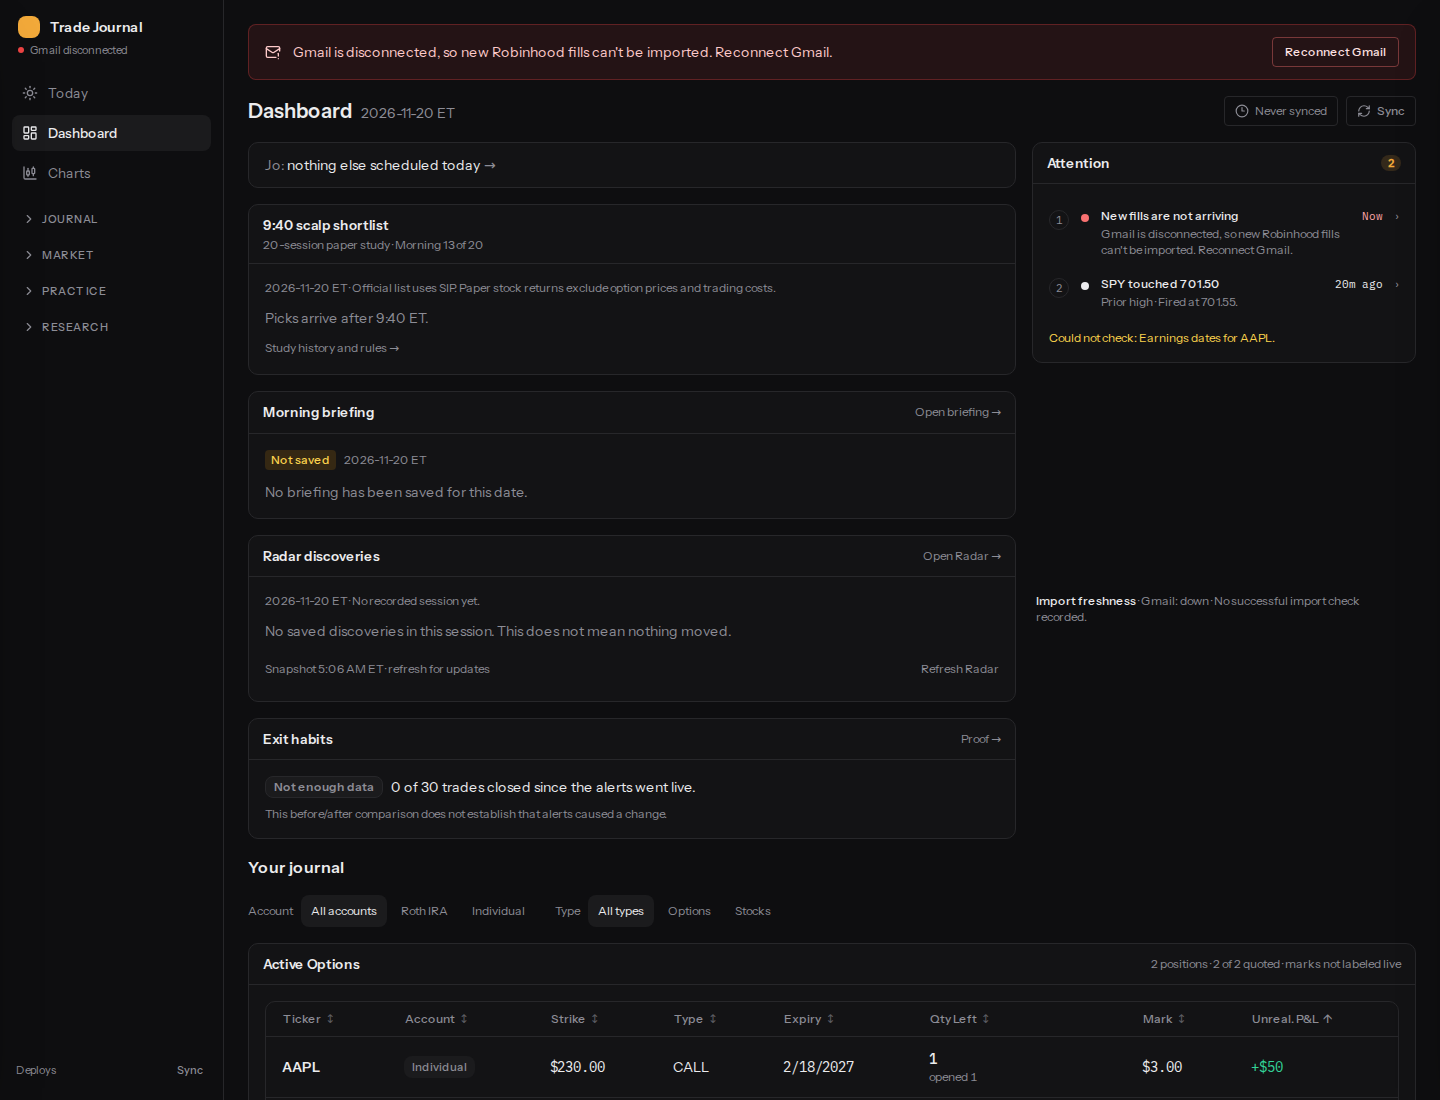 Trade Journal
Gmail disconnected
Today
Dashboard
Charts
JOURNAL
MARKET
PRACTICE
RESEARCH
Deploys
Sync
Gmail is disconnected, so new Robinhood fills can't be imported. Reconnect Gmail.
Reconnect Gmail
Dashboard 2026-11-20 ET
Never synced
Sync
Jo: nothing else scheduled today →
9:40 scalp shortlist
20-session paper study · Morning 13 of 20
2026-11-20 ET · Official list uses SIP. Paper stock returns exclude option prices and trading costs.
Picks arrive after 9:40 ET.
Study history and rules →
Morning briefing
Open briefing →
Not saved 2026-11-20 ET
No briefing has been saved for this date.
Radar discoveries
Open Radar →
2026-11-20 ET · No recorded session yet.
No saved discoveries in this session. This does not mean nothing moved.
Snapshot 5:06 AM ET · refresh for updates
Refresh Radar
Exit habits
Proof →
Not enough data 0 of 30 trades closed since the alerts went live.
This before/after comparison does not establish that alerts caused a change.
Attention
2
1 New fills are not arriving Now ›
Gmail is disconnected, so new Robinhood fills
can't be imported. Reconnect Gmail.
2 SPY touched 701.50 20m ago ›
Prior high · Fired at 701.55.
Could not check: Earnings dates for AAPL.
Import freshness · Gmail: down · No successful import check
recorded.
Your journal
Account All accounts Roth IRA Individual Type All types Options Stocks
Active Options
2 positions · 2 of 2 quoted · marks not labeled live
Ticker ↕ Account ↕ Strike ↕ Type ↕ Expiry ↕ Qty Left ↕ Mark ↕ Unreal. P&L ↑
AAPL Individual $230.00 CALL 2/18/2027 1 $3.00 +$50
opened 1